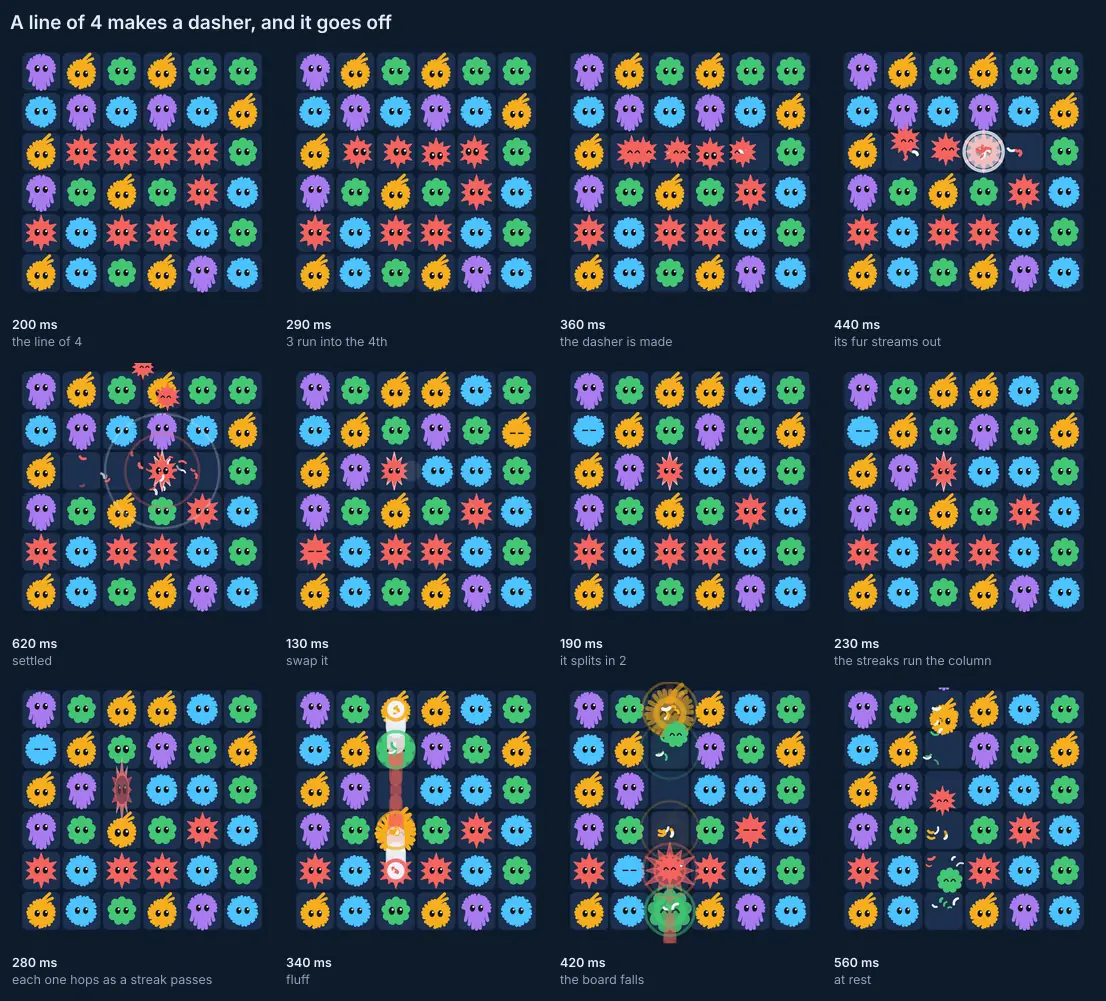 A line of 4 makes a dasher, and it goes off
200 ms
the line of 4
290 ms
3 run into the 4th
360 ms
the dasher is made
440 ms
its fur streams out
620 ms
settled
130 ms
swap it
190 ms
it splits in 2
230 ms
the streaks run the column
280 ms
each one hops as a streak passes
340 ms
fluff
420 ms
the board falls
560 ms
at rest